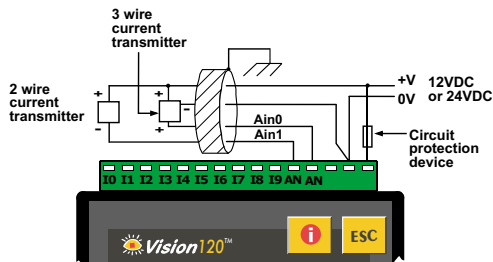 3 wire
current
transmitter
2 wire
current
transmitter
+
-
+
-
+
Ain0
Ain1
+V
0V
12VDC
or 24VDC
Circuit
protection
device
I0 I1 I2 I3 I4 I5 I6 I7 I8 I9 AN AN
Vision120™
i
ESC